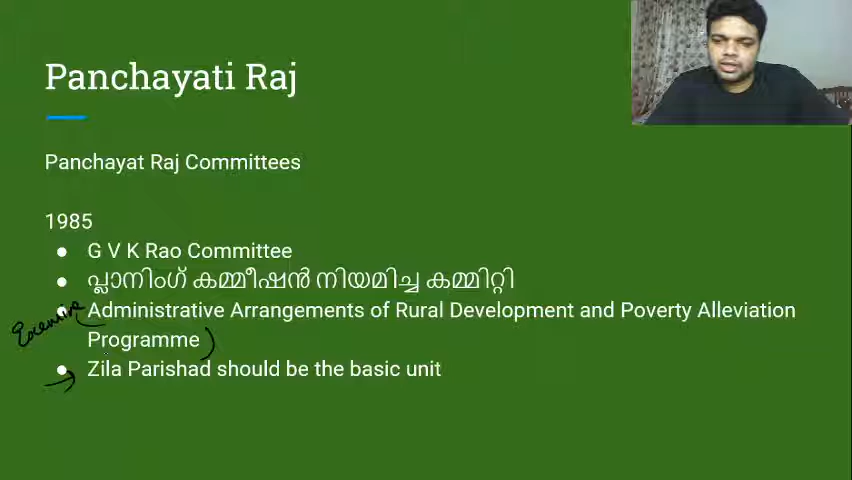 Panchayati Raj
Panchayat Raj Committees
1985
G V K Rao Committee
പ്ലാനിംഗ് കമ്മീഷൻ നിയമിച്ച കമ്മിറ്റി
Administrative Arrangements of Rural Development and Poverty Alleviation
Programme
Zila Parishad should be the basic unit